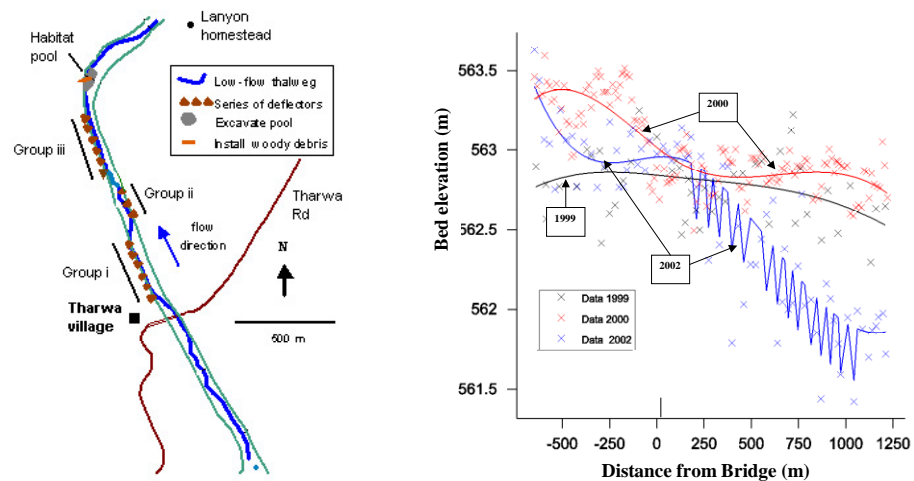 Lanyon
homestead
Habitat
pool
Low-flow thalweg
Series of deflectors
Excavate pool
Install woody debris
Group iii
Group ii
Tharwa
Rd
flow
direction
N
Group i
Tharwa
village
500 m
Bed elevation (m)
563.5
563
562.5
562
561.5
2000
1999
2002
Data 1999
Data 2000
Data 2002
-500
-250
0
250
500
750
1000
1250
Distance from Bridge (m)